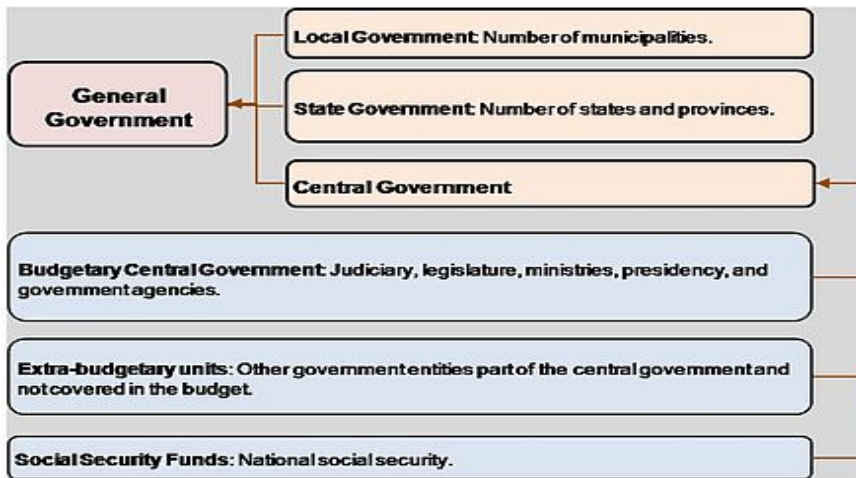 Local Government: Number of municipalities.
General
Government
State Government: Number of states and provinces.
Central Government
Budgetary Central Government: Judiciary, legislature, ministries, presidency, and
government agencies.
Extra-budgetary units: Other government entities part of the central government and
not covered in the budget.
Social Security Funds: National social security.